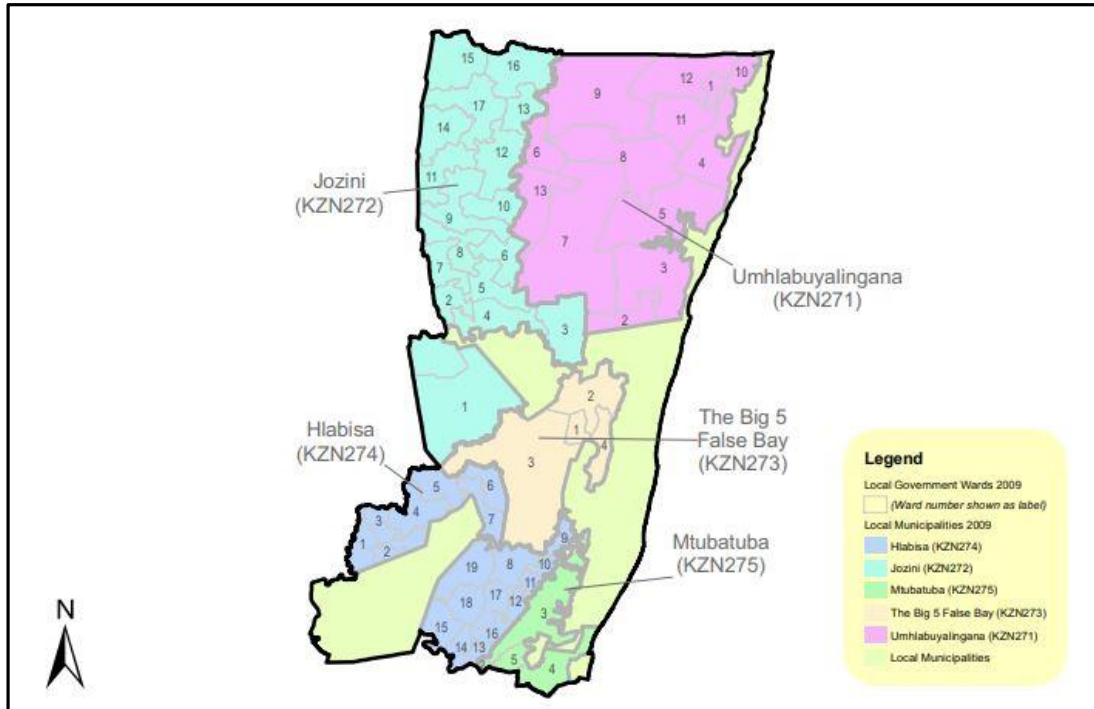 15
16
12
10
1
9
17
13
11
14
12
6
8
4
11
13
Jozini
(KZN272)
10
5
9
7
8
6
3
7
Umhlabuyalingana
(KZN271)
5
2
4
3
2
2
1
The Big 5
False Bay
(KZN273)
1
4
Hlabisa
(KZN274)
3
5
6
4
3
7
1
2
9
Mtubatuba
(KZN275)
8
10
19
11
17
18
12
3
15
16
14
13
5
4
2
N
Legend
Local Government Wards 2009
(Ward number shown as label)
Local Municipalities 2009
Hlabisa (KZN274)
Jozini (KZN272)
Mtubatuba (KZN275)
The Big 5 False Bay (KZN273)
Umhlabuyalingana (KZN271)
Local Municipalities